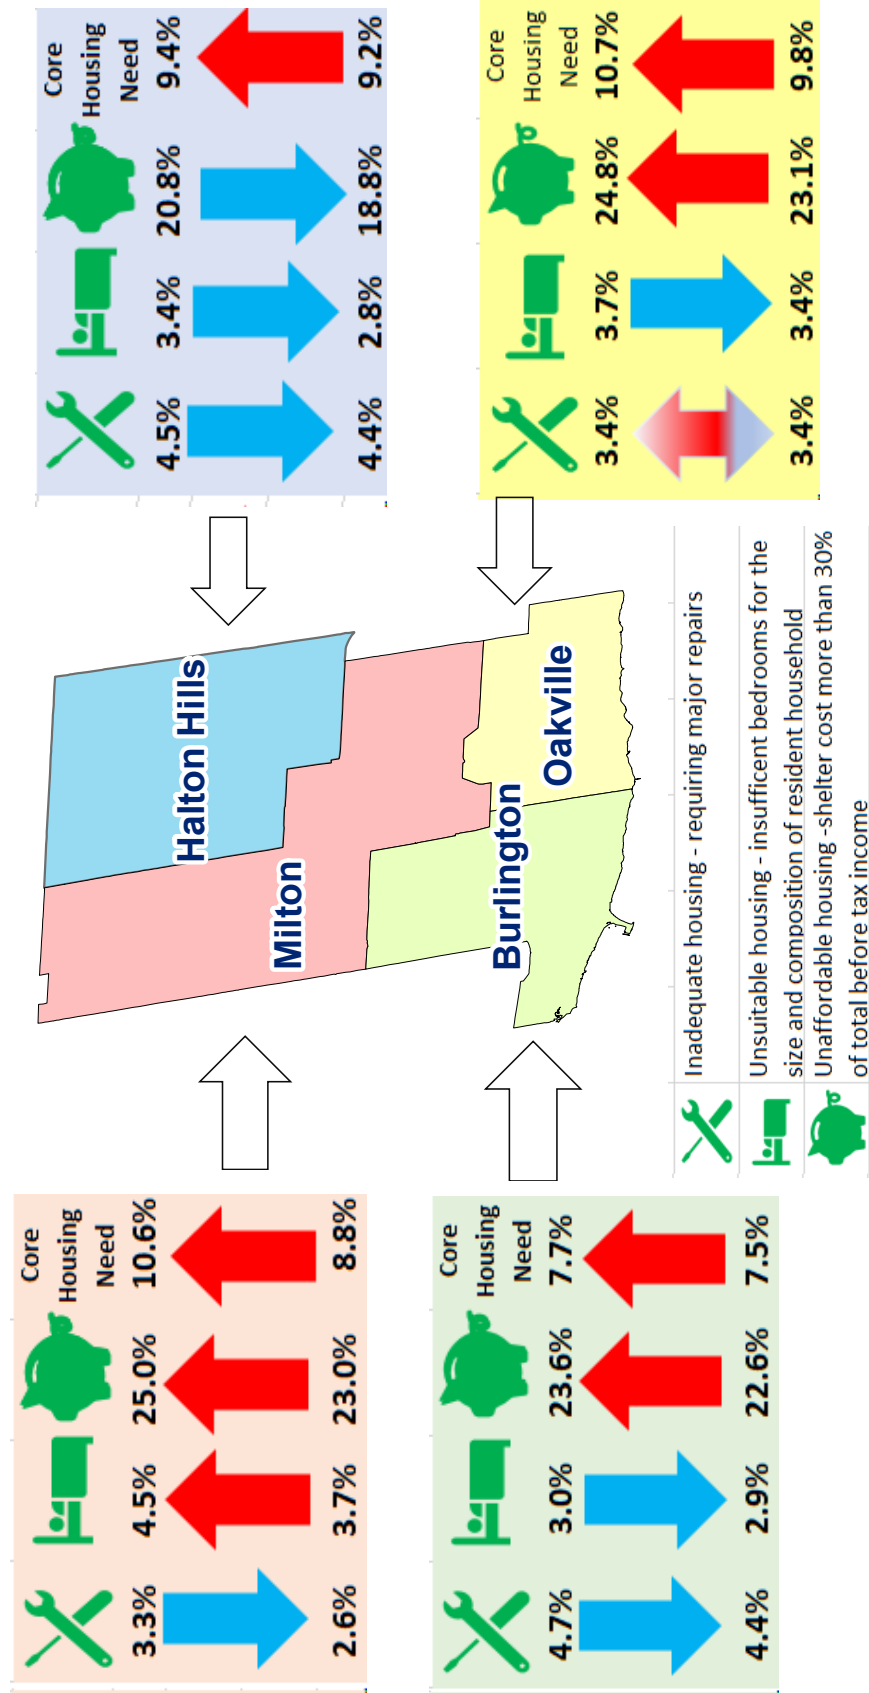 Core
Housing
Need
3.3% 4.5% 25.0% 10.6%
2.6% 3.7% 23.0% 8.8%
Core
Housing
Need
4.5% 3.4% 20.8% 9.4%
4.4% 2.8% 18.8% 9.2%
Halton Hills
Milton
Burlington
Oakville
Core
Housing
Need
4.7% 3.0% 23.6% 7.7%
4.4% 2.9% 22.6% 7.5%
Core
Housing
Need
3.4% 3.7% 24.8% 10.7%
3.4% 3.4% 23.1% 9.8%
Inadequate housing - requiring major repairs
Unsuitable housing - insufficent bedrooms for the
size and composition of resident household
Unaffordable housing -shelter cost more than 30%
of total before tax income